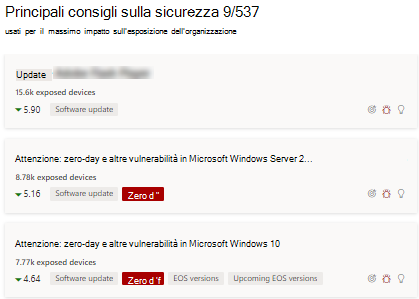 Principali consigli sulla sicurezza 9/537
usati per il massimo impatto sull'esposizione dell'organizzazione
Update
15.6k exposed devices
5.90 Software update
Attenzione: zero-day e altre vulnerabilità in Microsoft Windows Server 2...
8.78k exposed devices
5.16 Software update Zero d "
Attenzione: zero-day e altre vulnerabilità in Microsoft Windows 10
7.77k exposed devices
4.64 Software update Zero d 'f EOS versions Upcoming EOS versions